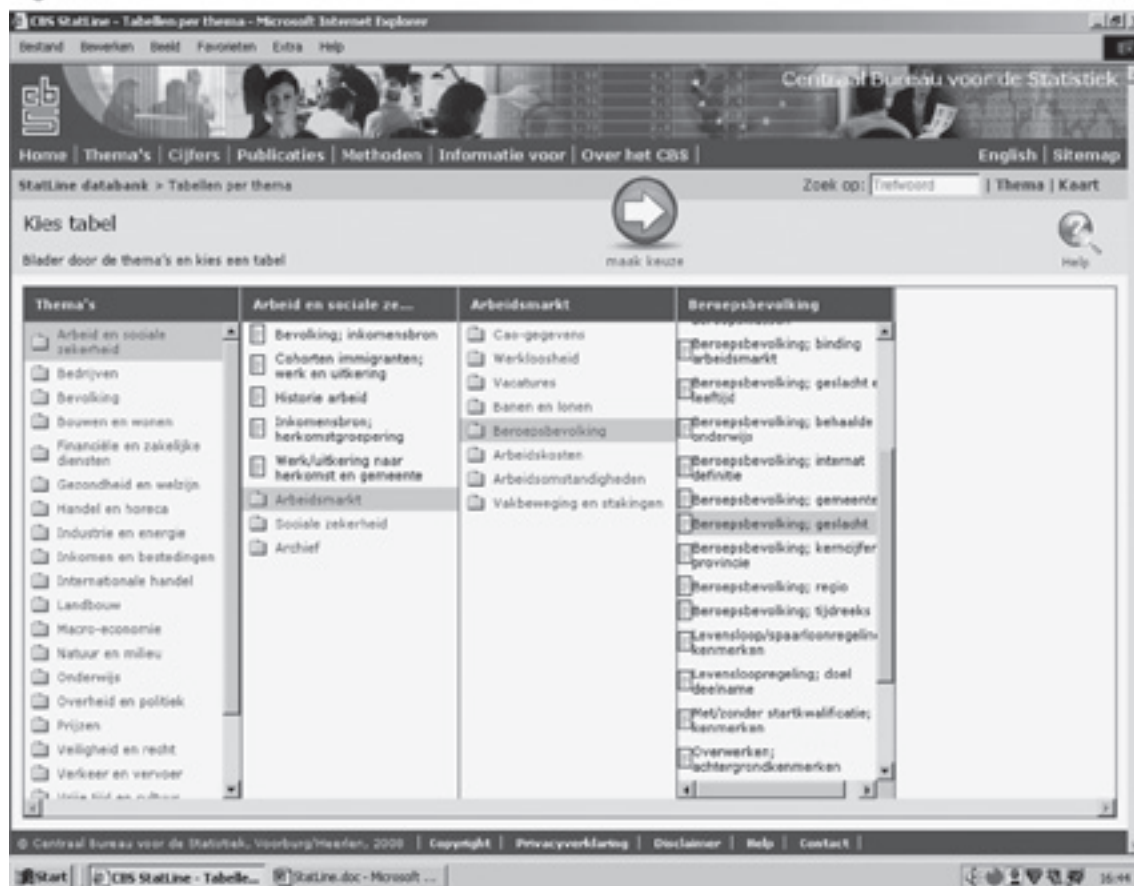 CBS StatLine - Tabellen per thema - Microsoft Internet Explorer
Bestand Bewerken Beeld Favorieten Extra Help
cbs
Centraal Bureau voor de Statistiek
Home | Thema's | Cijfers | Publicaties | Methoden | Informatie voor | Over het CBS | English | Sitemap
StatLine databank > Tabellen per thema Zoek op: Trefwoord | Thema | Kaart
Kies tabel
Blader door de thema's en kies een tabel
maak keuze
Help
Thema's
Arbeid en sociale
zekerheid
Bedrijven
Bevolking
Bouwen en wonen
Financiële en zakelijke
diensten
Gezondheid en welzijn
Handel en horeca
Industrie en energie
Inkomen en bestedingen
Internationale handel
Landbouw
Macro-economie
Natuur en milieu
Onderwijs
Overheid en politiek
Prijzen
Veiligheid en recht
Verkeer en vervoer
Vrije tijd en cultuur
Arbeid en sociale ze...
Bevolking; inkomensbron
Cohorten immigranten;
werk en uitkering
Historie arbeid
Inkomensbron;
herkomstgroepering
Werk/uitkering naar
herkomst en gemeente
Arbeidsmarkt
Sociale zekerheid
Archief
Arbeidsmarkt
Cao-gegevens
Werkloosheid
Vacatures
Banen en lonen
Beroepsbevolking
Arbeidskosten
Arbeidsomstandigheden
Vakbeweging en stakingen
Beroepsbevolking
Beroepsbevolking; binding
arbeidsmarkt
Beroepsbevolking; geslacht e
leeftijd
Beroepsbevolking; behaalde
onderwijs
Beroepsbevolking; internat
definitie
Beroepsbevolking; gemeente
Beroepsbevolking; geslacht
Beroepsbevolking; kerncijfer
provincie
Beroepsbevolking; regio
Beroepsbevolking; tijdreeks
Levensloop/spaarloonregelin
kenmerken
Levensloopregeling; doel
deelname
Met/zonder startkwalificatie;
kenmerken
Overwerken;
achtergrondkenmerken
© Centraal Bureau voor de Statistiek, Voorburg/Heerlen, 2008 | Copyright | Privacyverklaring | Disclaimer | Help | Contact |
Start CBS StatLine - Tabelle... StatLine.doc - Microsoft ... 16:44